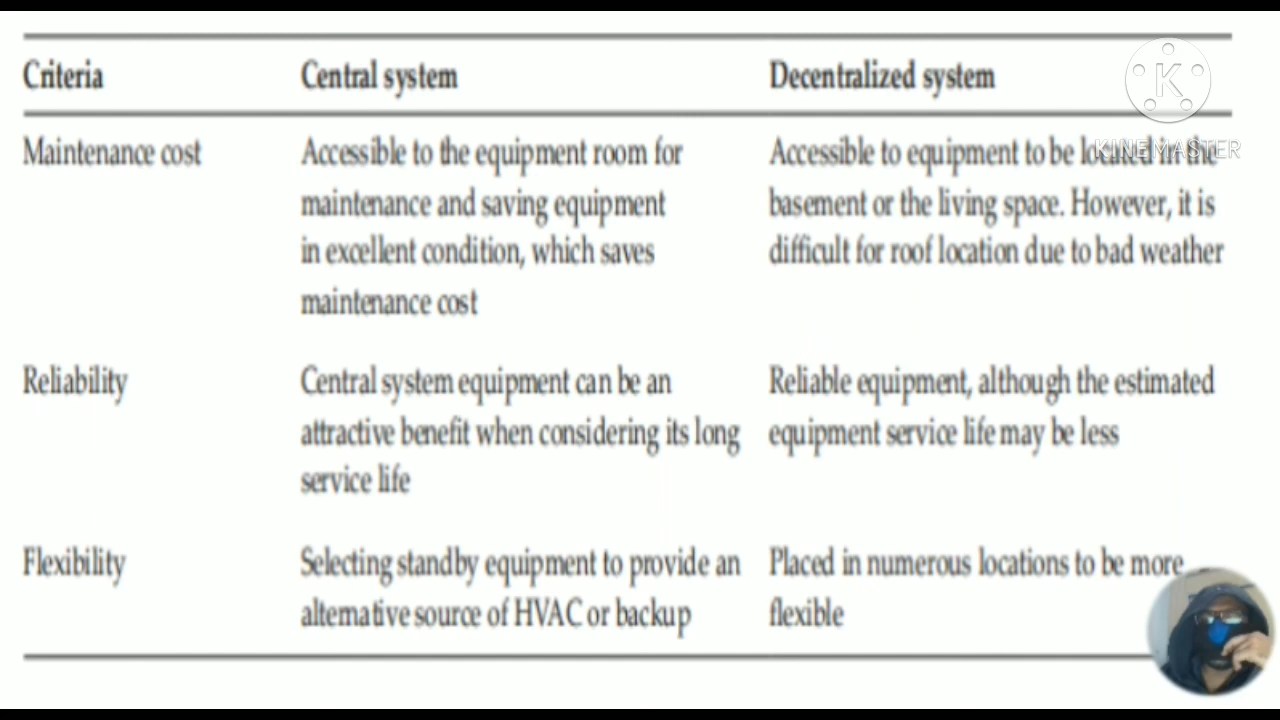 Criteria Central system Decentralized system
Maintenance cost Accessible to the equipment room for Accessible to equipment to be located in the
maintenance and saving equipment basement or the living space. However, it is
in excellent condition, which saves difficult for roof location due to bad weather
maintenance cost
Reliability Central system equipment can be an Reliable equipment, although the estimated
attractive benefit when considering its long equipment service life may be less
service life
Flexibility Selecting standby equipment to provide an Placed in numerous locations to be more
alternative source of HVAC or backup flexible
K
KINEMASTER